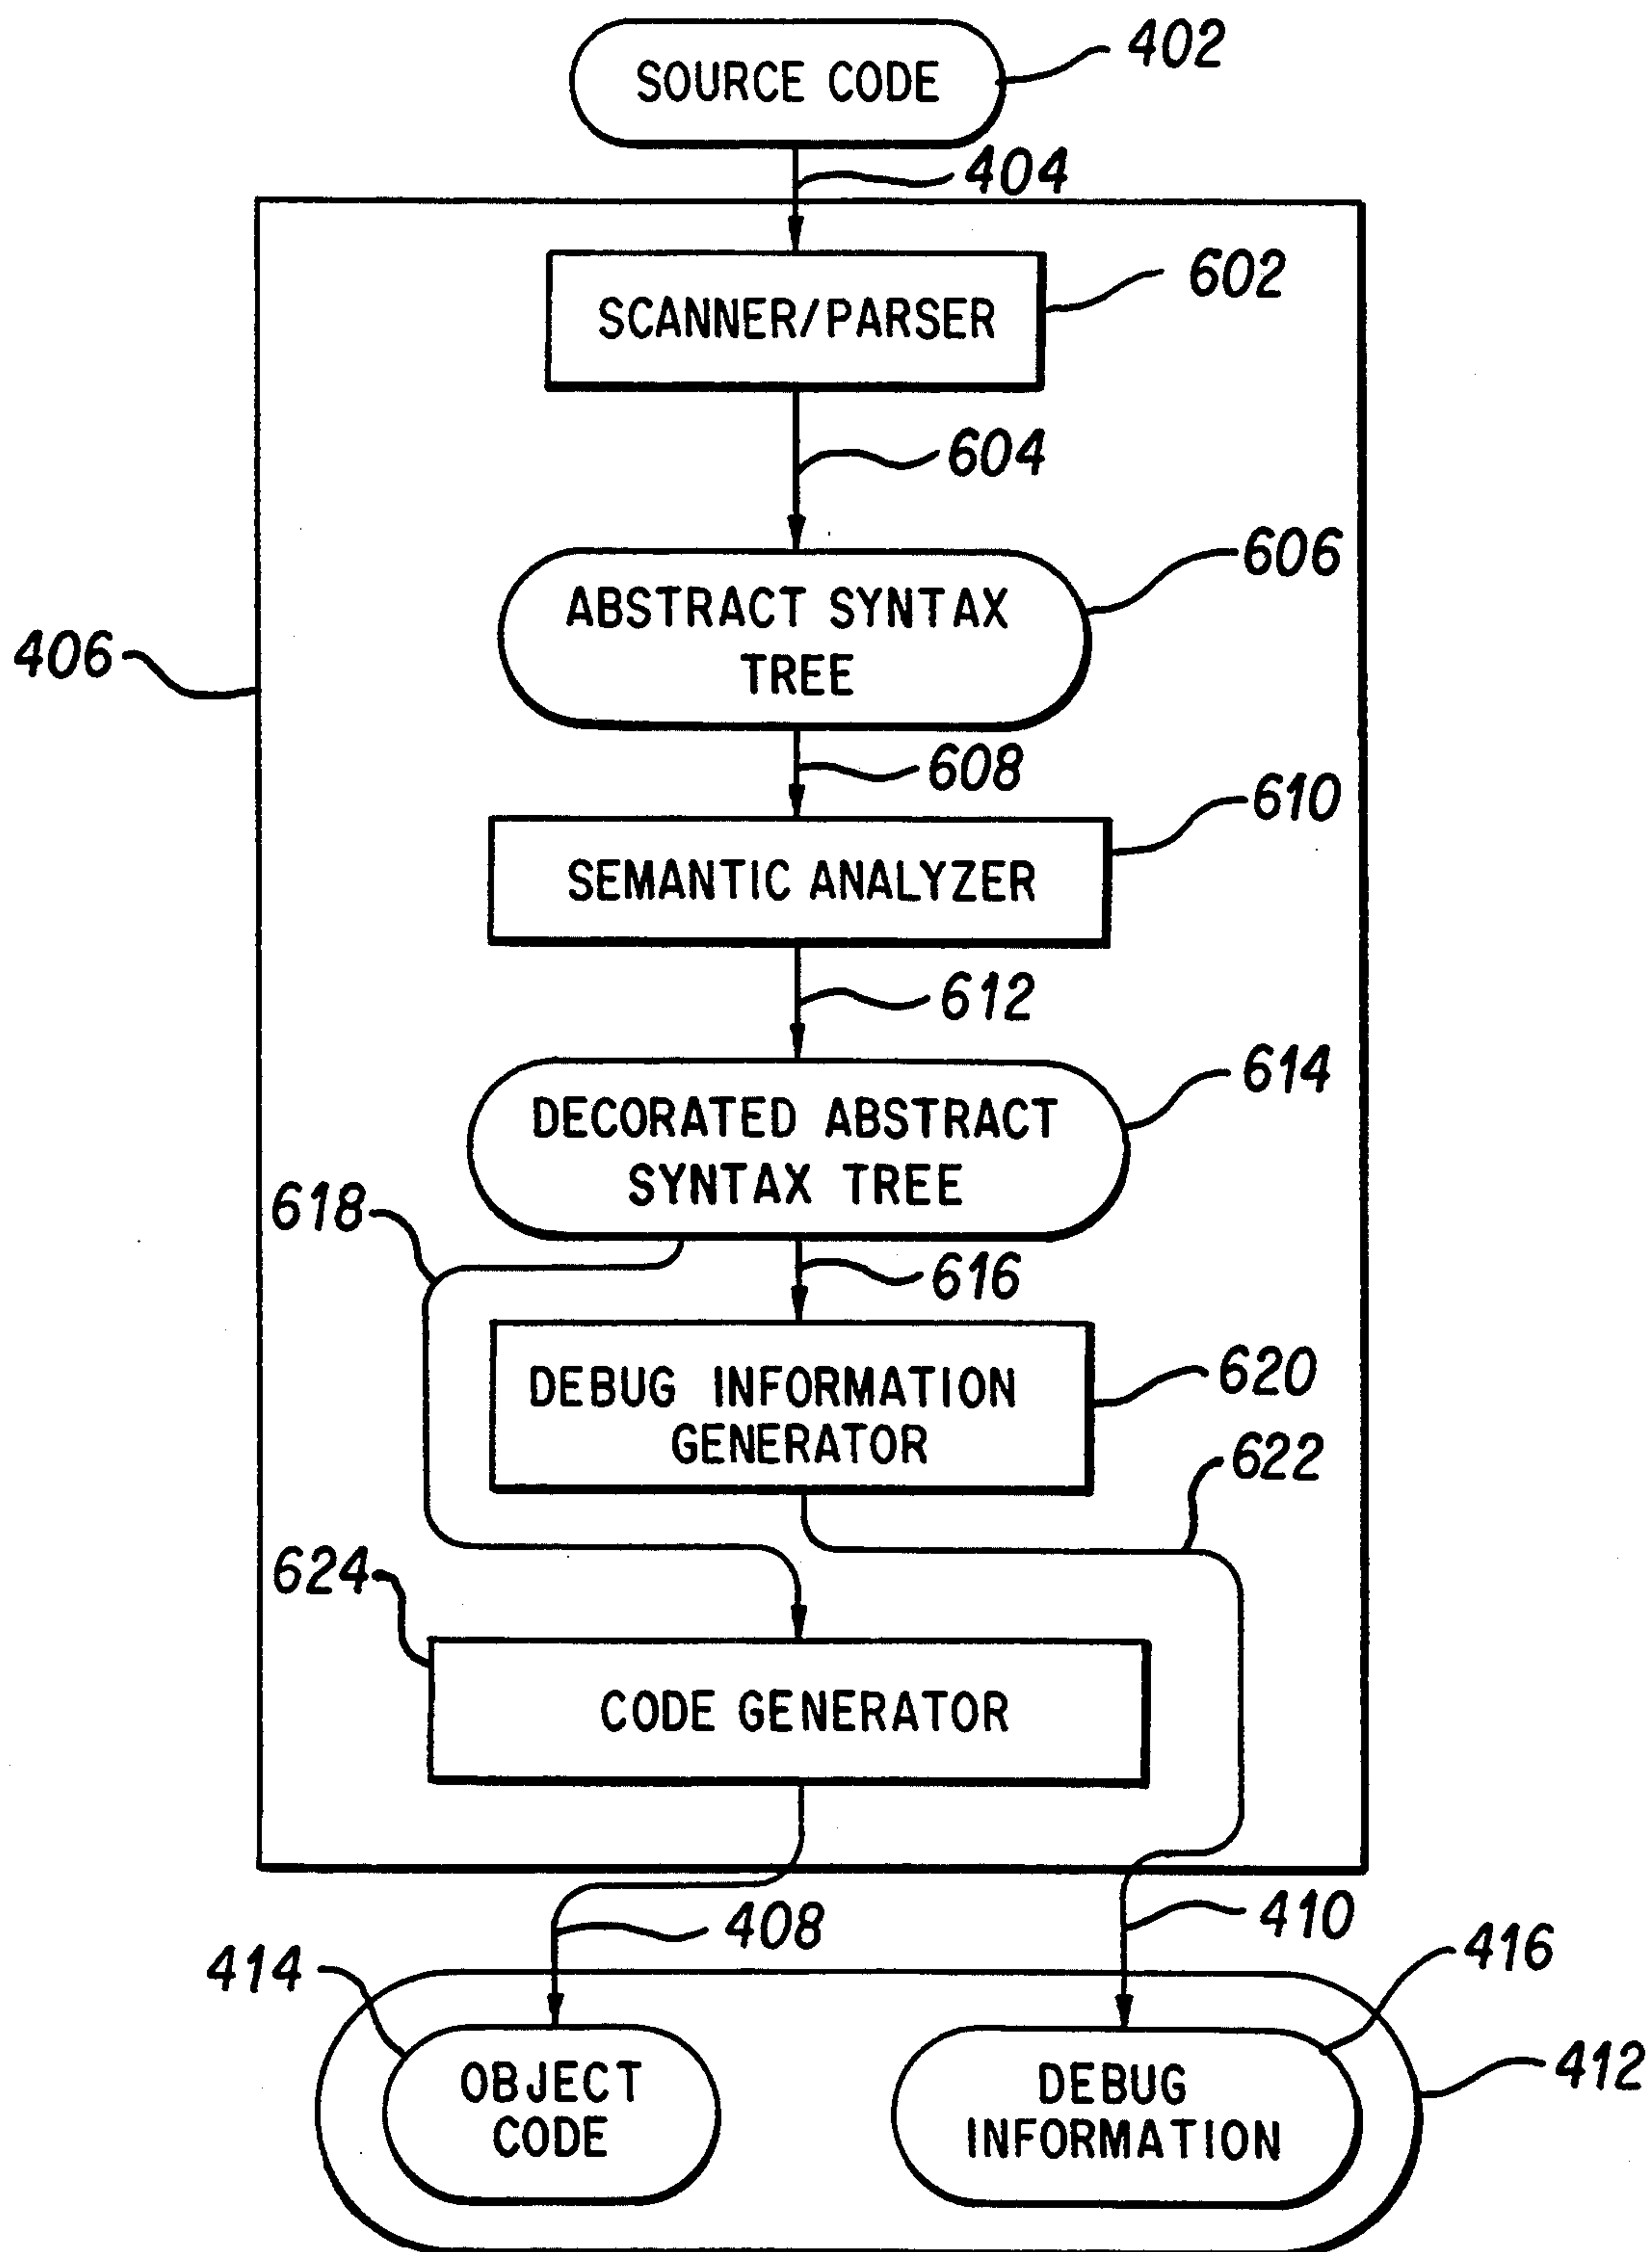 SOURCE CODE
402
404
SCANNER/PARSER
602
604
ABSTRACT SYNTAX
TREE
606
406
608
SEMANTIC ANALYZER
610
612
DECORATED ABSTRACT
SYNTAX TREE
614
618
616
DEBUG INFORMATION
GENERATOR
620
622
624
CODE GENERATOR
408
410
414
416
OBJECT
CODE
DEBUG
INFORMATION
412